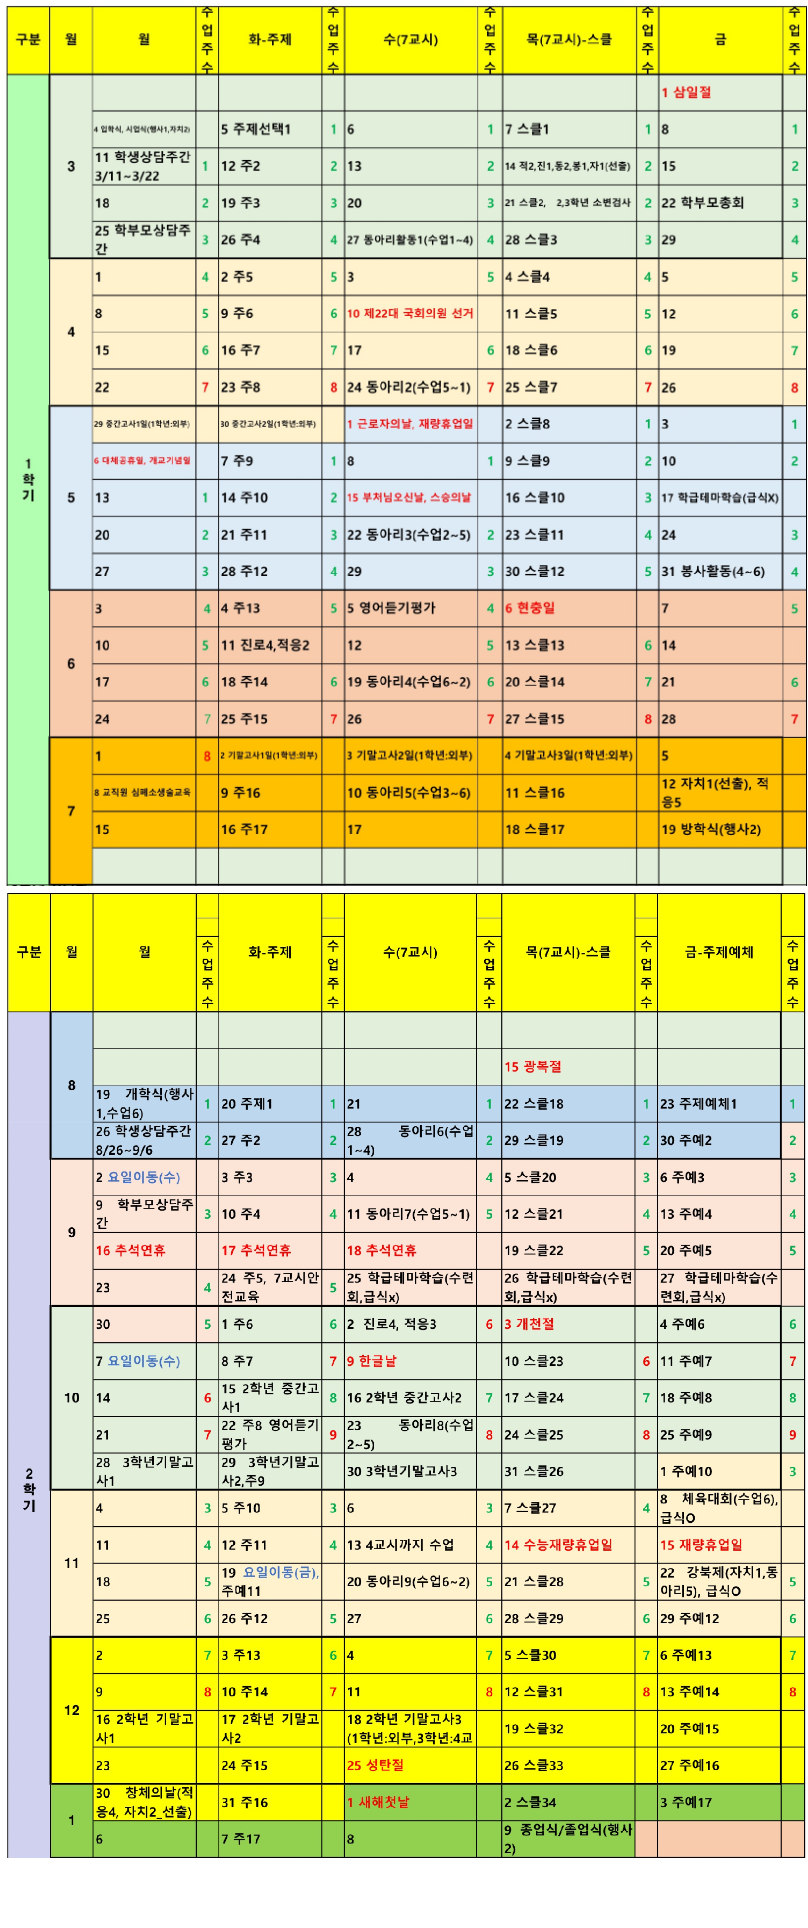 구분 월 월 수업주수 화-주제 수업주수 수(7교시) 수업주수 목(7교시)-스클 수업주수 금 수업주수
1 삼일절
4 입학식, 시업식(행사1,자치2) 5 주제선택1 1 6 1 7 스클1 1 8 1
3 11 학생상담주간 3/11~3/22 1 12 주2 2 13 2 14 적2,진1,동2,봉1,자1(선출) 2 15 2
18 2 19 주3 3 20 3 21 스클2, 2,3학년 소변검사 2 22 학부모총회 3
25 학부모상담주간 3 26 주4 4 27 동아리활동1(수업1~4) 4 28 스클3 3 29 4
1 4 2 주5 5 3 5 4 스클4 4 5 5
4 8 5 9 주6 6 10 제22대 국회의원 선거 11 스클5 5 12 6
15 6 16 주7 7 17 6 18 스클6 6 19 7
22 7 23 주8 8 24 동아리2(수업5~1) 7 25 스클7 7 26 8
29 중간고사1일(1학년:외부) 30 중간고사2일(1학년:외부) 1 근로자의날, 재량휴업일 2 스클8 1 3 1
1학기 6 대체공휴일, 개교기념일 7 주9 1 8 1 9 스클9 2 10 2
5 13 1 14 주10 2 15 부처님오신날, 스승의날 16 스클10 3 17 학급테마학습(급식X)
20 2 21 주11 3 22 동아리3(수업2~5) 2 23 스클11 4 24 3
27 3 28 주12 4 29 3 30 스클12 5 31 봉사활동(4~6) 4
3 4 4 주13 5 5 영어듣기평가 4 6 현충일 7 5
6 10 5 11 진로4,적응2 12 5 13 스클13 6 14
17 6 18 주14 6 19 동아리4(수업6~2) 6 20 스클14 7 21 6
24 7 25 주15 7 26 7 27 스클15 8 28 7
1 8 2 기말고사1일(1학년:외부) 3 기말고사2일(1학년:외부) 4 기말고사3일(1학년:외부) 5
7 8 교직원 심폐소생술교육 9 주16 10 동아리5(수업3~6) 11 스클16 12 자치1(선출), 적응5
15 16 주17 17 18 스클17 19 방학식(행사2)
구분 월 월 수업주수 화-주제 수업주수 수(7교시) 수업주수 목(7교시)-스클 수업주수 금-주제예체 수업주수
15 광복절
8 19 개학식(행사1,수업6) 1 20 주제1 1 21 1 22 스클18 1 23 주제예체1 1
26 학생상담주간 8/26~9/6 2 27 주2 2 28 동아리6(수업1~4) 2 29 스클19 2 30 주예2 2
2 요일이동(수) 3 주3 3 4 4 5 스클20 3 6 주예3 3
9 9 학부모상담주간 3 10 주4 4 11 동아리7(수업5~1) 5 12 스클21 4 13 주예4 4
16 추석연휴 17 추석연휴 18 추석연휴 19 스클22 5 20 주예5 5
23 4 24 주5, 7교시안전교육 5 25 학급테마학습(수련회,급식x) 26 학급테마학습(수련회,급식x) 27 학급테마학습(수련회,급식x)
30 5 1 주6 6 2 진로4, 적응3 6 3 개천절 4 주예6 6
7 요일이동(수) 8 주7 7 9 한글날 10 스클23 6 11 주예7 7
10 14 6 15 2학년 중간고사1 8 16 2학년 중간고사2 7 17 스클24 7 18 주예8 8
21 7 22 주8 영어듣기평가 9 23 동아리8(수업2~5) 8 24 스클25 8 25 주예9 9
2학기 28 3학년기말고사1 29 3학년기말고사2,주9 30 3학년기말고사3 31 스클26 1 주예10 3
4 3 5 주10 3 6 3 7 스클27 4 8 체육대회(수업6), 급식O
11 11 4 12 주11 4 13 4교시까지 수업 4 14 수능재량휴업일 15 재량휴업일
18 5 19 요일이동(금), 주예11 20 동아리9(수업6~2) 5 21 스클28 5 22 강북제(자치1,동아리5), 급식O 5
25 6 26 주12 5 27 6 28 스클29 6 29 주예12 6
2 7 3 주13 6 4 7 5 스클30 7 6 주예13 7
12 9 8 10 주14 7 11 8 12 스클31 8 13 주예14 8
16 2학년 기말고사1 17 2학년 기말고사2 18 2학년 기말고사3 (1학년:외부,3학년:4교 19 스클32 20 주예15
23 24 주15 25 성탄절 26 스클33 27 주예16
1 30 창체의날(적응4, 자치2_선출) 31 주16 1 새해첫날 2 스클34 3 주예17
6 7 주17 8 9 종업식/졸업식(행사2)